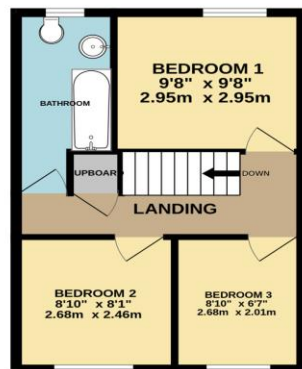 BEDROOM 1
9'8" x 9'8"
2.95m x 2.95m
BATHROOM
UPBOARD
DOWN
LANDING
BEDROOM 2
8'10" x 8'1"
2.68m x 2.46m
BEDROOM 3
8'10" x 6'7"
2.68m x 2.01m